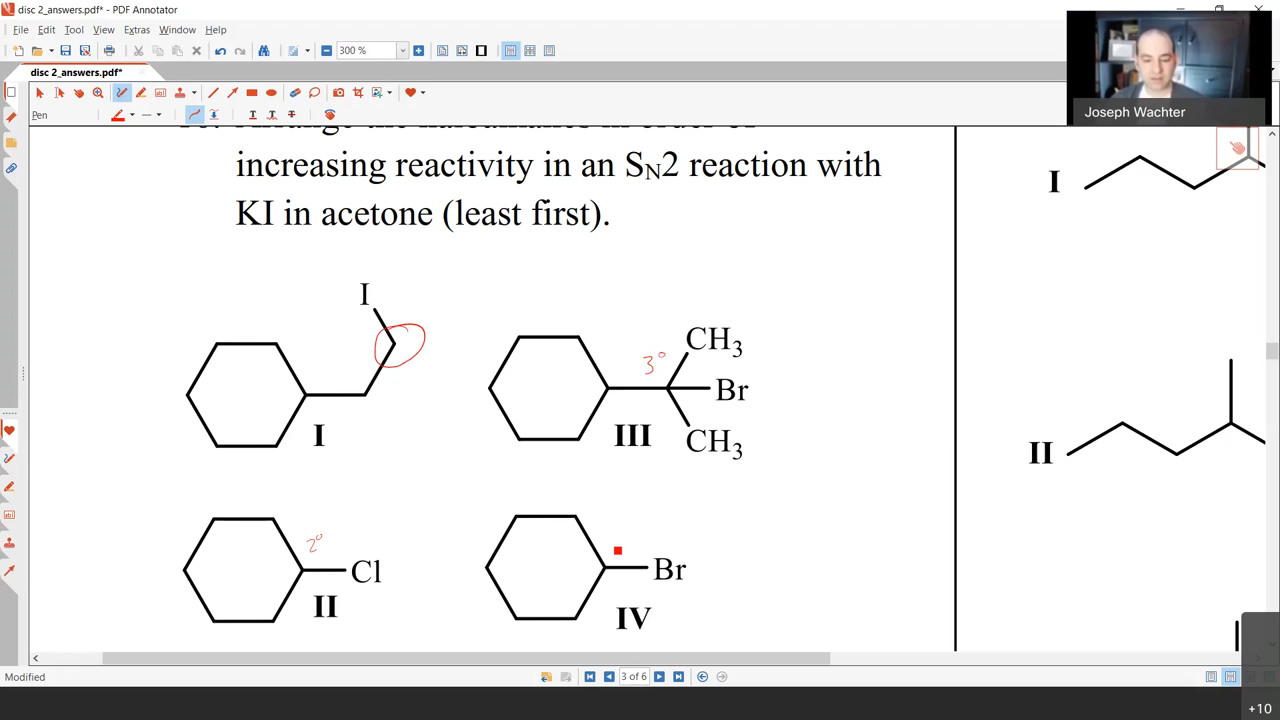 disc 2_answers.pdf* - PDF Annotator
File Edit Tool View Extras Window Help
300 %
disc 2_answers.pdf*
Pen
Joseph Wachter
increasing reactivity in an SN2 reaction with
KI in acetone (least first).
I
CH3
3°
Br
CH3
I
III
2°
Cl
II
Br
IV
I
II
3 of 6
Modified
+10